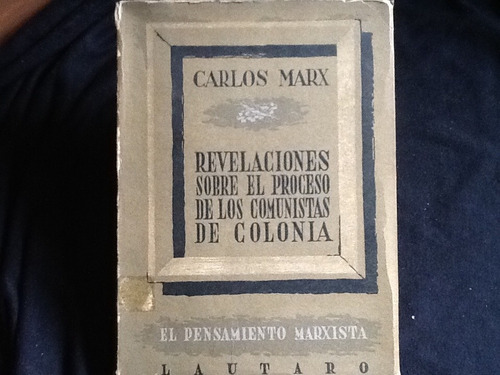 CARLOS MARX
REVELACIONES
SOBRE EL PROCESO
DE LOS COMUNISTAS
DE COLONIA
EL PENSAMIENTO MARXISTA
LAUTARO